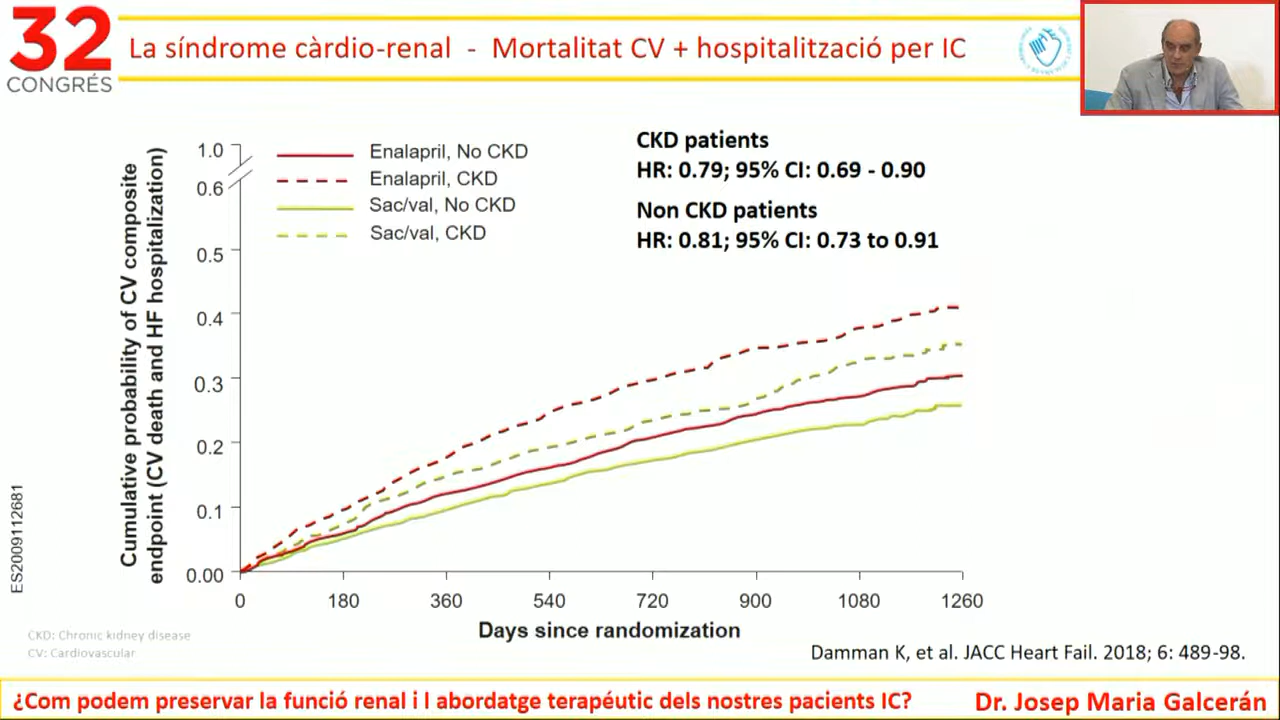 32
CONGRÉS
La síndrome càrdio-renal - Mortalitat CV + hospitalització per IC
Cumulative probability of CV composite
endpoint (CV death and HF hospitalization)
1.0
0.6
0.5
0.4
0.3
0.2
0.1
0.00
Enalapril, No CKD
Enalapril, CKD
Sac/val, No CKD
Sac/val, CKD
CKD patients
HR: 0.79; 95% CI: 0.69 - 0.90
Non CKD patients
HR: 0.81; 95% CI: 0.73 to 0.91
0 180 360 540 720 900 1080 1260
Days since randomization
ES2009112681
CKD: Chronic kidney disease
CV: Cardiovascular
Damman K, et al. JACC Heart Fail. 2018; 6: 489-98.
¿Com podem preservar la funció renal i l abordatge terapéutic dels nostres pacients IC?
Dr. Josep Maria Galcerán